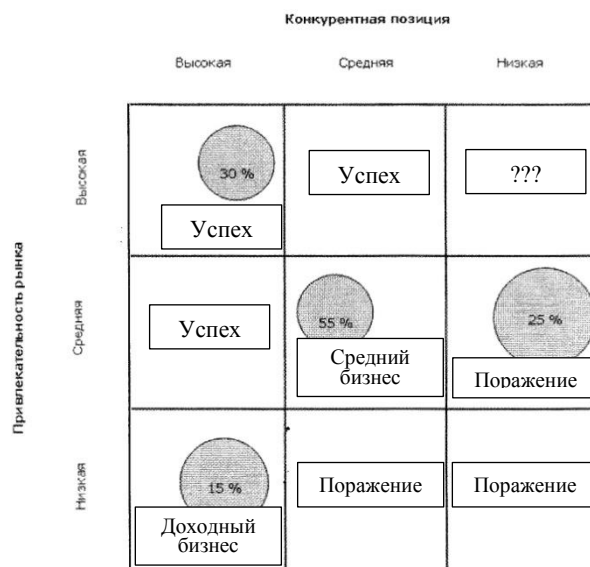 Конкурентная позиция
Высокая
Средняя
Низкая
Привлекательность рынка
Высокая
30 %
Успех
Успех
???
Средняя
Успех
55 %
Средний
бизнес
25 %
Поражение
Низкая
15 %
Доходный
бизнес
Поражение
Поражение